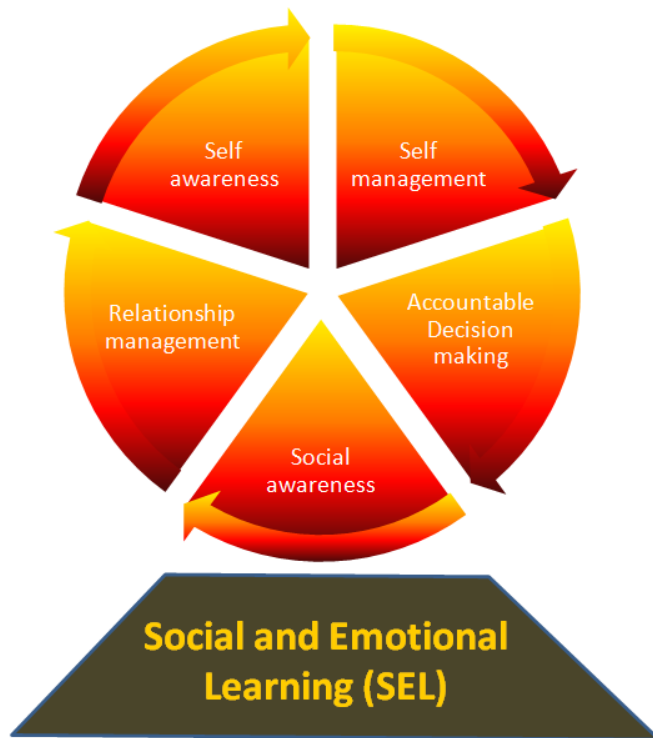 Self
awareness
Self
management
Relationship
management
Accountable
Decision
making
Social
awareness
Social and Emotional
Learning (SEL)